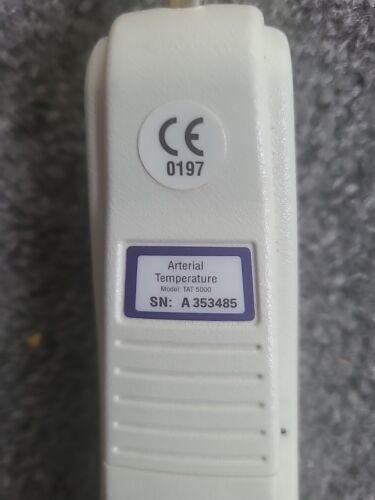 CE
0197
Arterial
Temperature
Model: TAT 5000
SN: A 353485